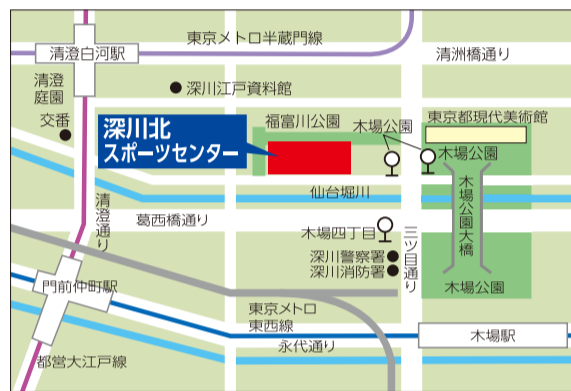 東京メトロ半蔵門線
清澄白河駅
清洲橋通り
清澄
庭園
深川江戸資料館
交番
福富川公園
木場公園
東京都現代美術館
深川北
スポーツセンター
木場公園
仙台堀川
木場公園大橋
清澄通り
葛西橋通り
木場四丁目
三ツ目通り
深川警察署
深川消防署
門前仲町駅
木場公園
東京メトロ
東西線
木場駅
永代通り
都営大江戸線